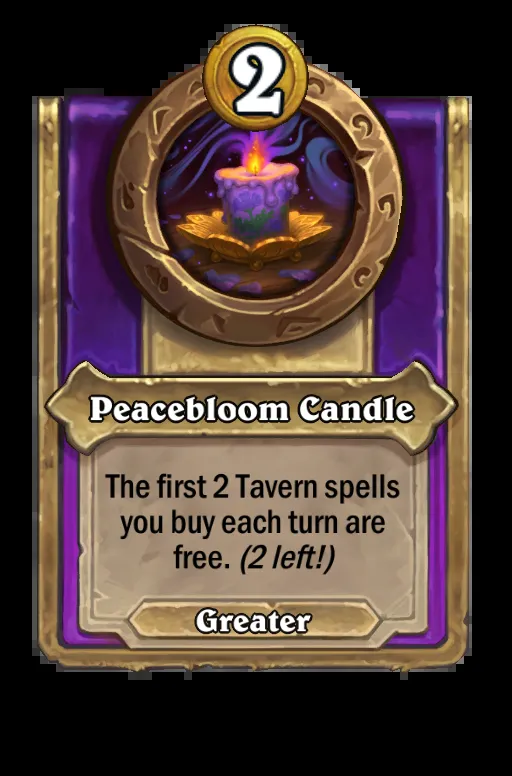 2
Peacebloom Candle
The first 2 Tavern spells
you buy each turn are
free. (2 left!)
Greater